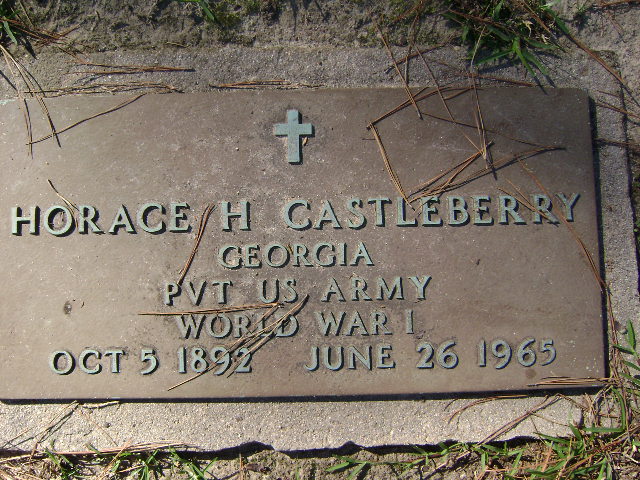 HORACE H CASTLEBERRY
GEORGIA
PVT US ARMY
WORLD WAR I
OCT 5 1892 JUNE 26 1965